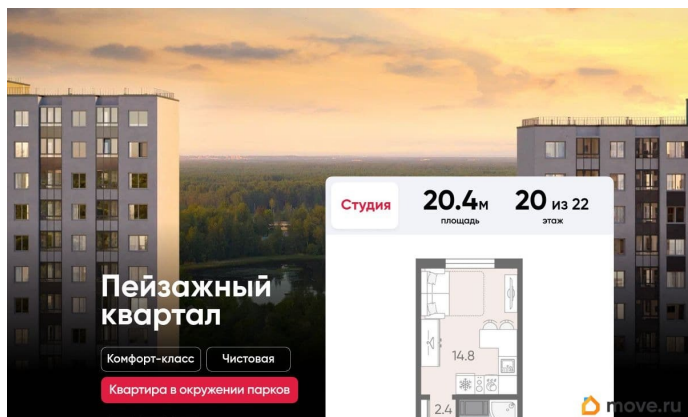 Студия
20.4м
площадь
20 из 22
этаж
Пейзажный
квартал
Комфорт-класс
Чистовая
Квартира в окружении парков
14.8
2.4
move.ru